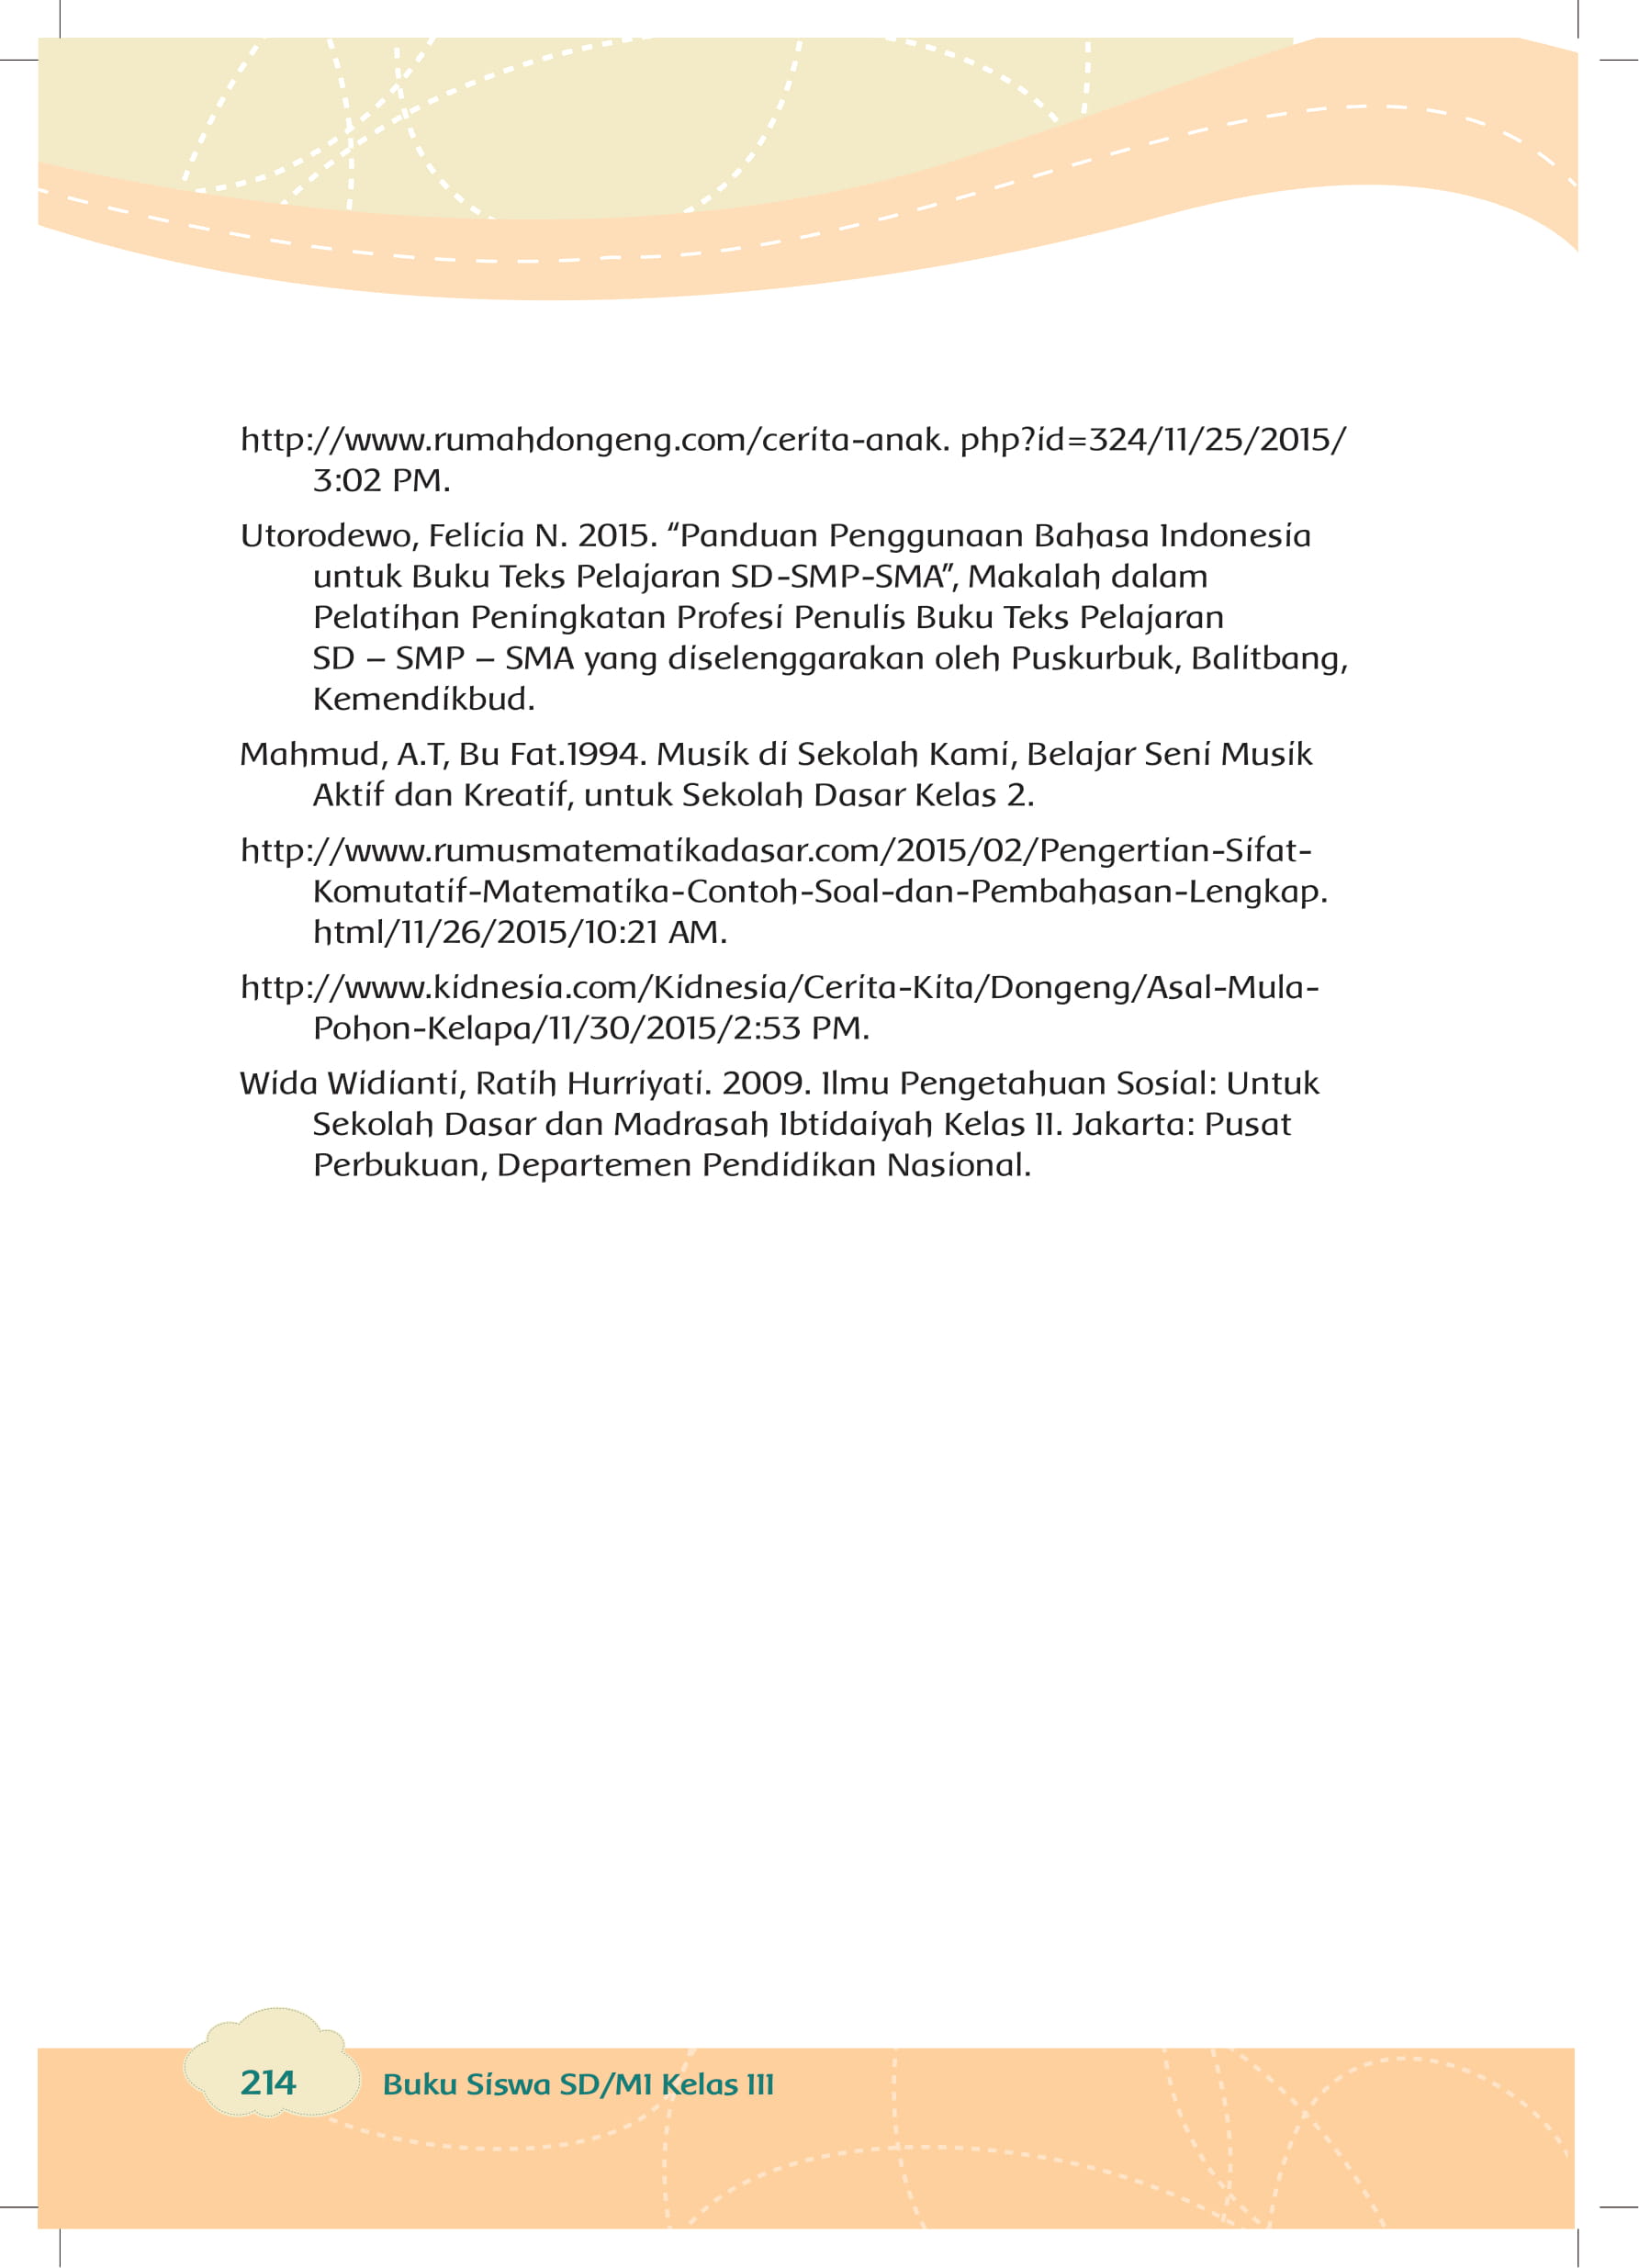 http://www.rumahdongeng.com/cerita-anak. php?id=324/11/25/2015/
3:02 PM.
Utorodewo, Felicia N. 2015. “Panduan Penggunaan Bahasa Indonesia
untuk Buku Teks Pelajaran SD-SMP-SMA”, Makalah dalam
Pelatihan Peningkatan Profesi Penulis Buku Teks Pelajaran
SD – SMP – SMA yang diselenggarakan oleh Puskurbuk, Balitbang,
Kemendikbud.
Mahmud, A.T, Bu Fat.1994. Musik di Sekolah Kami, Belajar Seni Musik
Aktif dan Kreatif, untuk Sekolah Dasar Kelas 2.
http://www.rumusmatematikadasar.com/2015/02/Pengertian-Sifat-
Komutatif-Matematika-Contoh-Soal-dan-Pembahasan-Lengkap.
html/11/26/2015/10:21 AM.
http://www.kidnesia.com/Kidnesia/Cerita-Kita/Dongeng/Asal-Mula-
Pohon-Kelapa/11/30/2015/2:53 PM.
Wida Widianti, Ratih Hurriyati. 2009. Ilmu Pengetahuan Sosial: Untuk
Sekolah Dasar dan Madrasah Ibtidaiyah Kelas II. Jakarta: Pusat
Perbukuan, Departemen Pendidikan Nasional.
214 Buku Siswa SD/MI Kelas III